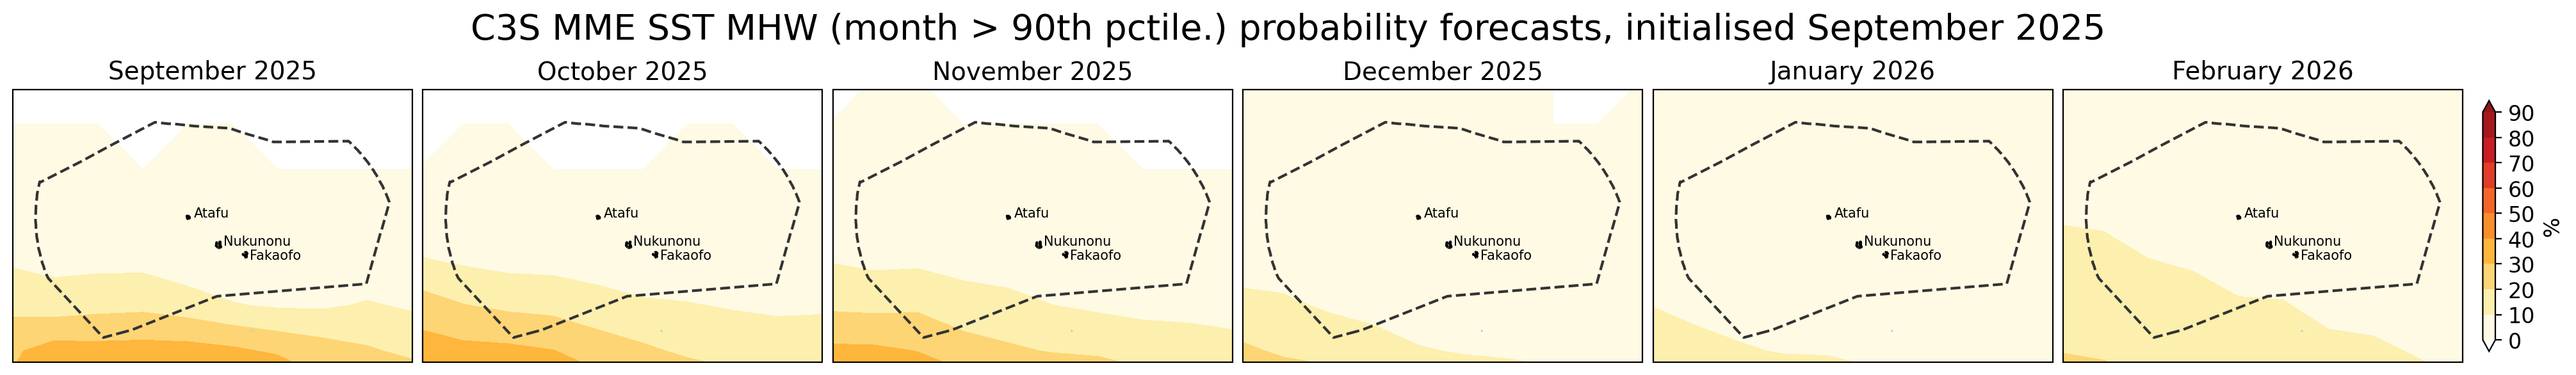 C3S MME SST MHW (month > 90th pctile.) probability forecasts, initialised September 2025
September 2025
October 2025
November 2025
December 2025
January 2026
February 2026
Atafu
Nukunonu
Fakaofo
Atafu
Nukunonu
Fakaofo
Atafu
Nukunonu
Fakaofo
Atafu
Nukunonu
Fakaofo
Atafu
Nukunonu
Fakaofo
Atafu
Nukunonu
Fakaofo
90
80
70
60
50
40
30
20
10
0
%